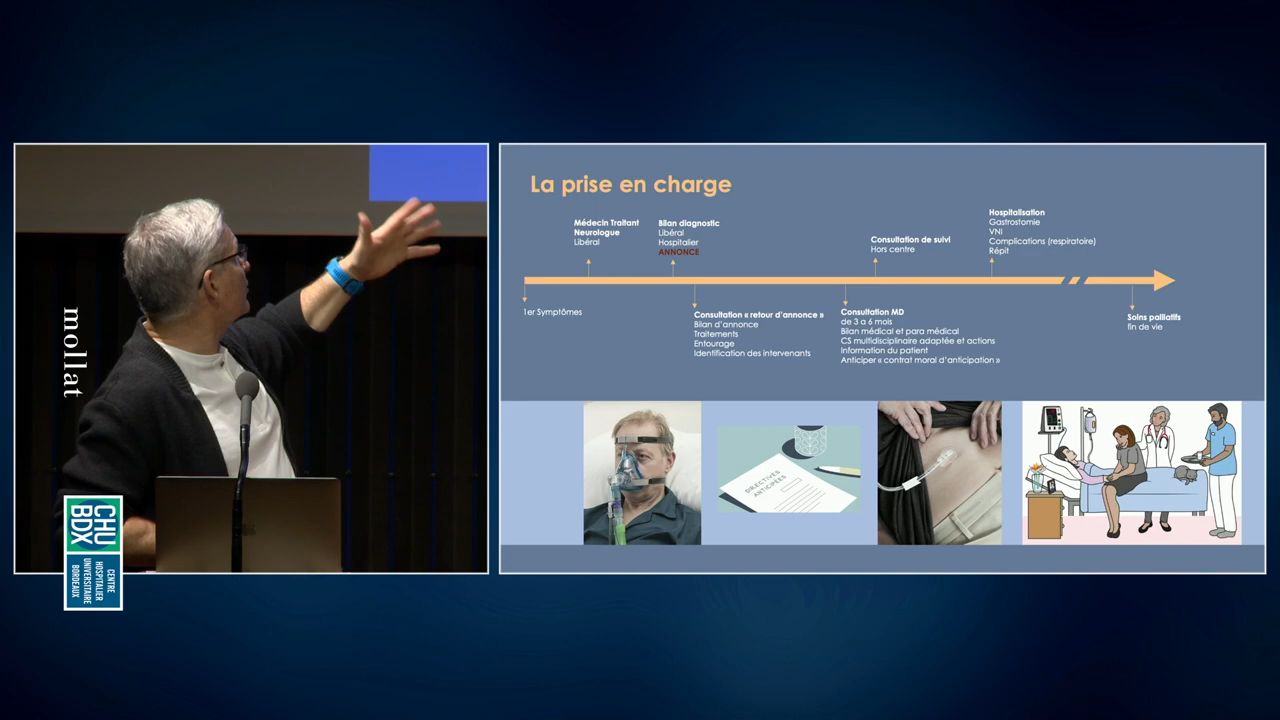 La prise en charge
Médecin Traitant
Neurologue
Libéral
Bilan diagnostic
Libéral
Hospitalier
ANNONCE
Consultation de suivi
Hors centre
Hospitalisation
Gastrostomie
VNI
Complications (respiratoire)
Répit
1er Symptômes
Consultation « retour d'annonce »
Bilan d'annonce
Traitements
Entourage
Identification des intervenants
Consultation MD
de 3 a 6 mois
Bilan médical et para médical
CS multidisciplinaire adaptée et actions
Information du patient
Anticiper « contrat moral d'anticipation »
Soins palliatifs
fin de vie
DIRECTIVES
ANTICIPÉES
mollat
CHU
BDX
CENTRE
HOSPITALIER
UNIVERSITAIRE
BORDEAUX